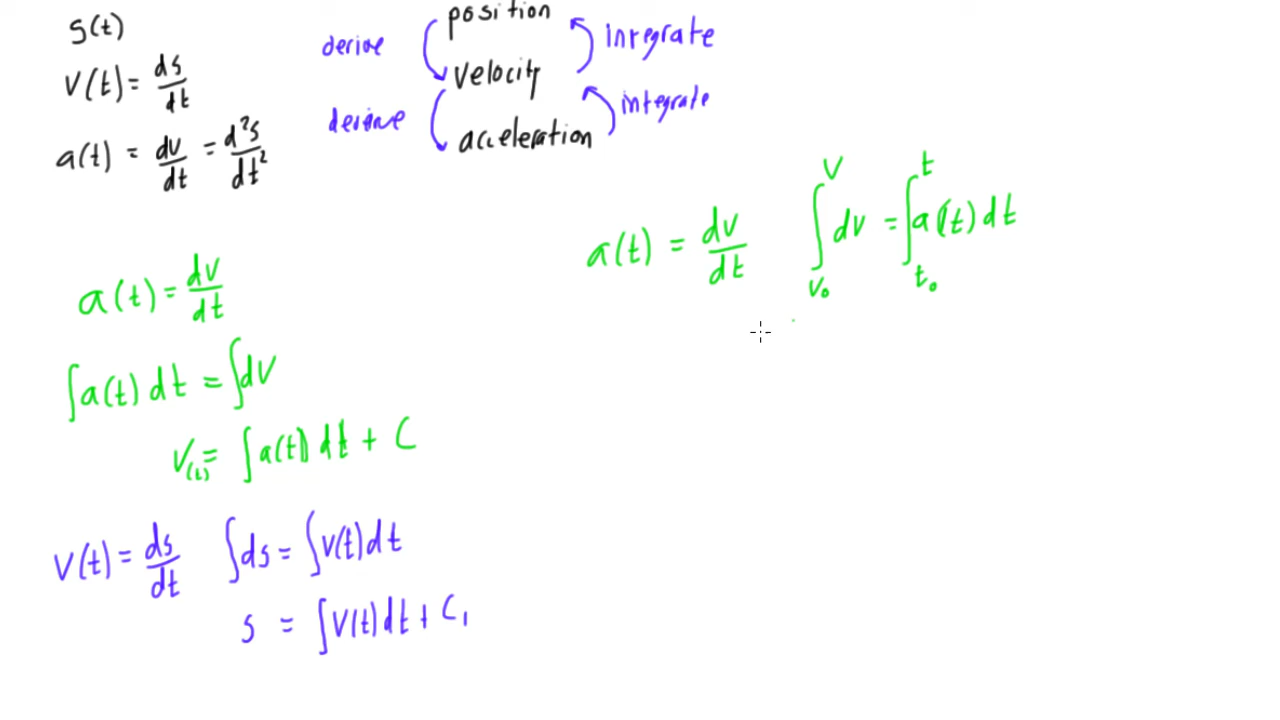 s(t)
v(t) = ds/dt
a(t) = dv/dt = d²s/dt²
position
derive
integrate
velocity
derive
integrate
acceleration
a(t) = dv/dt
∫a(t) dt = ∫dv
v(t) = ∫a(t) dt + C
v(t) = ds/dt ∫ds = ∫v(t)dt
s = ∫v(t)dt + C₁
a(t) = dv/dt ∫_{v₀}^{v} dv = ∫_{t₀}^{t} a(t) dt